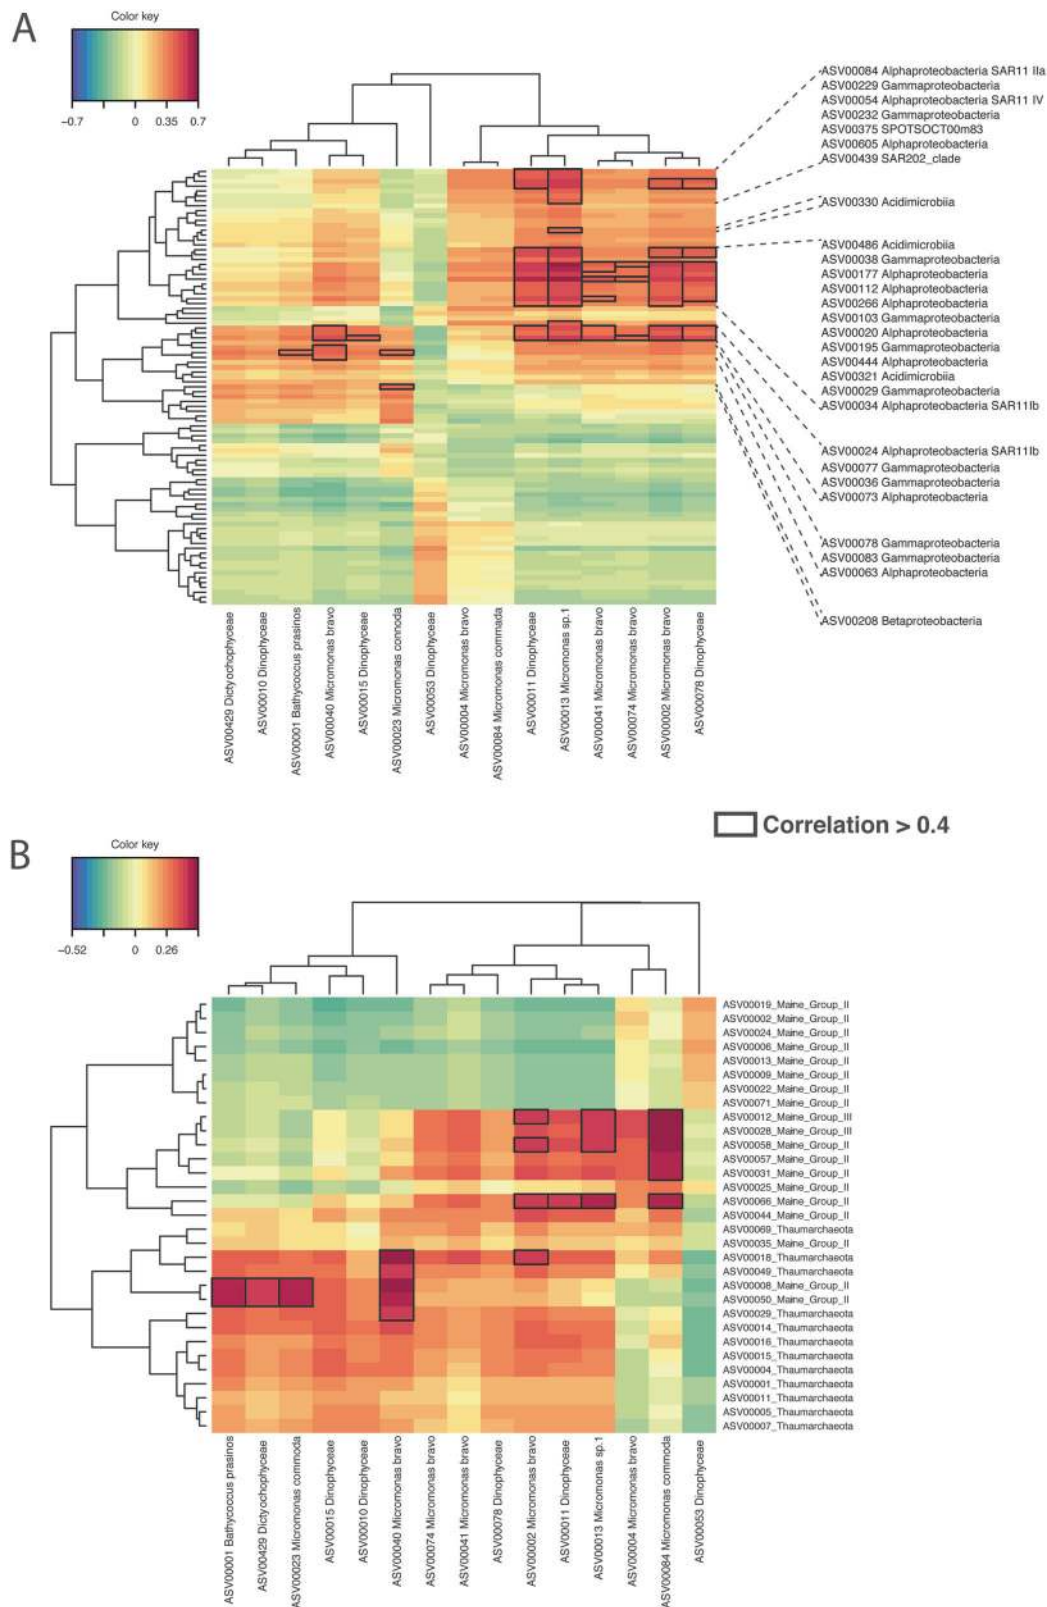 A
Color key
−0.7
0
0.35
0.7
ASV00084 Alphaproteobacteria SAR11 IIa
ASV00229 Gammaproteobacteria
ASV00054 Alphaproteobacteria SAR11 IV
ASV00232 Gammaproteobacteria
ASV00375 SPOTSOCT00m83
ASV00605 Alphaproteobacteria
ASV00439 SAR202_clade
ASV00330 Acidimicrobiia
ASV00486 Acidimicrobiia
ASV00038 Gammaproteobacteria
ASV00177 Alphaproteobacteria
ASV00112 Alphaproteobacteria
ASV00266 Alphaproteobacteria
ASV00103 Gammaproteobacteria
ASV00020 Alphaproteobacteria
ASV00195 Gammaproteobacteria
ASV00444 Alphaproteobacteria
ASV00321 Acidimicrobiia
ASV00029 Gammaproteobacteria
ASV00034 Alphaproteobacteria SAR11Ib
ASV00024 Alphaproteobacteria SAR11Ib
ASV00077 Gammaproteobacteria
ASV00036 Gammaproteobacteria
ASV00073 Alphaproteobacteria
ASV00078 Gammaproteobacteria
ASV00083 Gammaproteobacteria
ASV00063 Alphaproteobacteria
ASV00208 Betaproteobacteria
ASV00429 Dictyochophyceae
ASV00010 Dinophyceae
ASV00001 Bathycoccus prasinos
ASV00040 Micromonas bravo
ASV00015 Dinophyceae
ASV00023 Micromonas connoda
ASV00053 Dinophyceae
ASV00004 Micromonas bravo
ASV00084 Micromonas commada
ASV00011 Dinophyceae
ASV00013 Micromonas sp.1
ASV00041 Micromonas bravo
ASV00074 Micromonas bravo
ASV00002 Micromonas bravo
ASV00078 Dinophyceae
Correlation > 0.4
B
Color key
−0.52
0
0.26
ASV00019_Maine_Group_II
ASV00002_Maine_Group_II
ASV00024_Maine_Group_II
ASV00006_Maine_Group_II
ASV00013_Maine_Group_II
ASV00009_Maine_Group_II
ASV00022_Maine_Group_II
ASV00071_Maine_Group_II
ASV00012_Maine_Group_III
ASV00028_Maine_Group_III
ASV00058_Maine_Group_II
ASV00057_Maine_Group_II
ASV00031_Maine_Group_II
ASV00025_Maine_Group_II
ASV00066_Maine_Group_II
ASV00044_Maine_Group_II
ASV00069_Thaumarchaeota
ASV00035_Maine_Group_II
ASV00018_Thaumarchaeota
ASV00049_Thaumarchaeota
ASV00008_Maine_Group_II
ASV00050_Maine_Group_II
ASV00029_Thaumarchaeota
ASV00014_Thaumarchaeota
ASV00016_Thaumarchaeota
ASV00015_Thaumarchaeota
ASV00004_Thaumarchaeota
ASV00001_Thaumarchaeota
ASV00011_Thaumarchaeota
ASV00005_Thaumarchaeota
ASV00007_Thaumarchaeota
ASV00001 Bathycoccus prasinos
ASV00429 Dictyochophyceae
ASV00023 Micromonas commoda
ASV00015 Dinophyceae
ASV00010 Dinophyceae
ASV00040 Micromonas bravo
ASV00074 Micromonas bravo
ASV00041 Micromonas bravo
ASV00078 Dinophyceae
ASV00002 Micromonas bravo
ASV00011 Dinophyceae
ASV00013 Micromonas sp.1
ASV00004 Micromonas bravo
ASV00084 Micromonas commoda
ASV00053 Dinophyceae